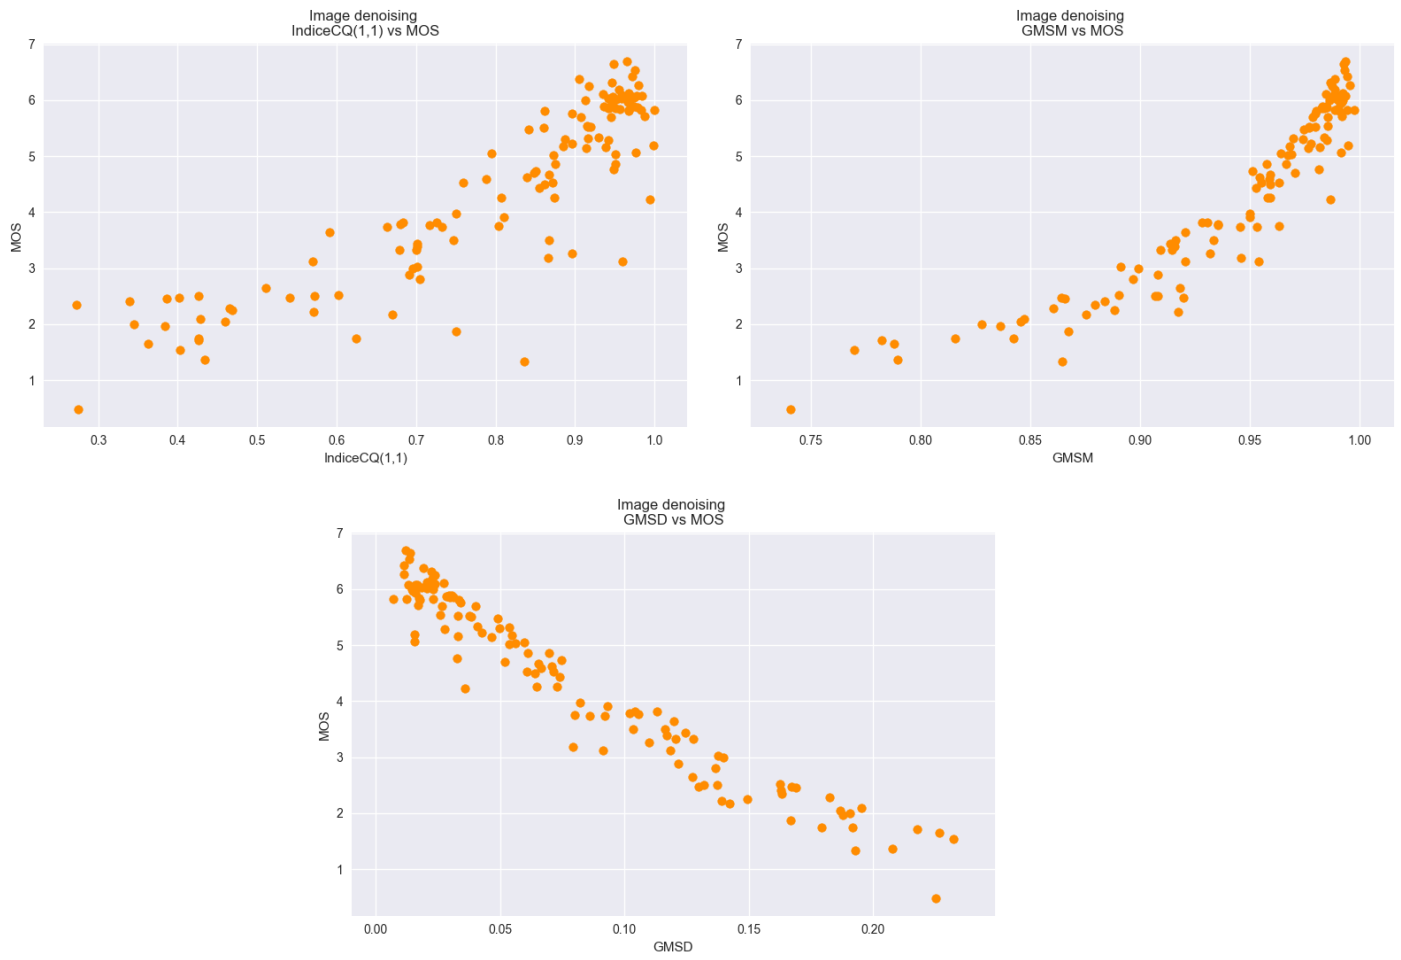 Image denoising
IndiceCQ(1,1) vs MOS
7
6
5
4
3
2
1
MOS
0.3 0.4 0.5 0.6 0.7 0.8 0.9 1.0
IndiceCQ(1,1)
Image denoising
GMSM vs MOS
7
6
5
4
3
2
1
MOS
0.75 0.80 0.85 0.90 0.95 1.00
GMSM
Image denoising
GMSD vs MOS
7
6
5
4
3
2
1
MOS
0.00 0.05 0.10 0.15 0.20
GMSD